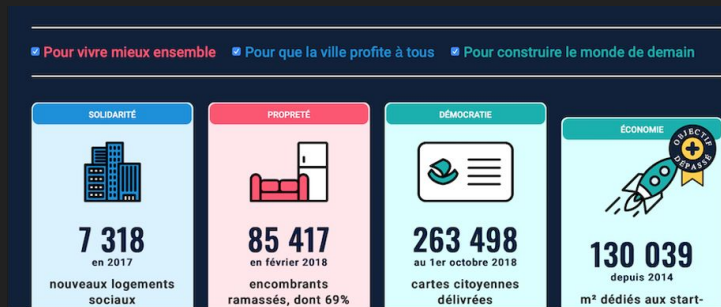 Pour vivre mieux ensemble Pour que la ville profite à tous Pour construire le monde de demain
SOLIDARITÉ
7 318
en 2017
nouveaux logements
sociaux
PROPRETÉ
85 417
en février 2018
encombrants
ramassés, dont 69%
DÉMOCRATIE
263 498
au 1er octobre 2018
cartes citoyennes
délivrées
ÉCONOMIE
OBJECTIF
DÉPASSÉ
130 039
depuis 2014
m² dédiés aux start-